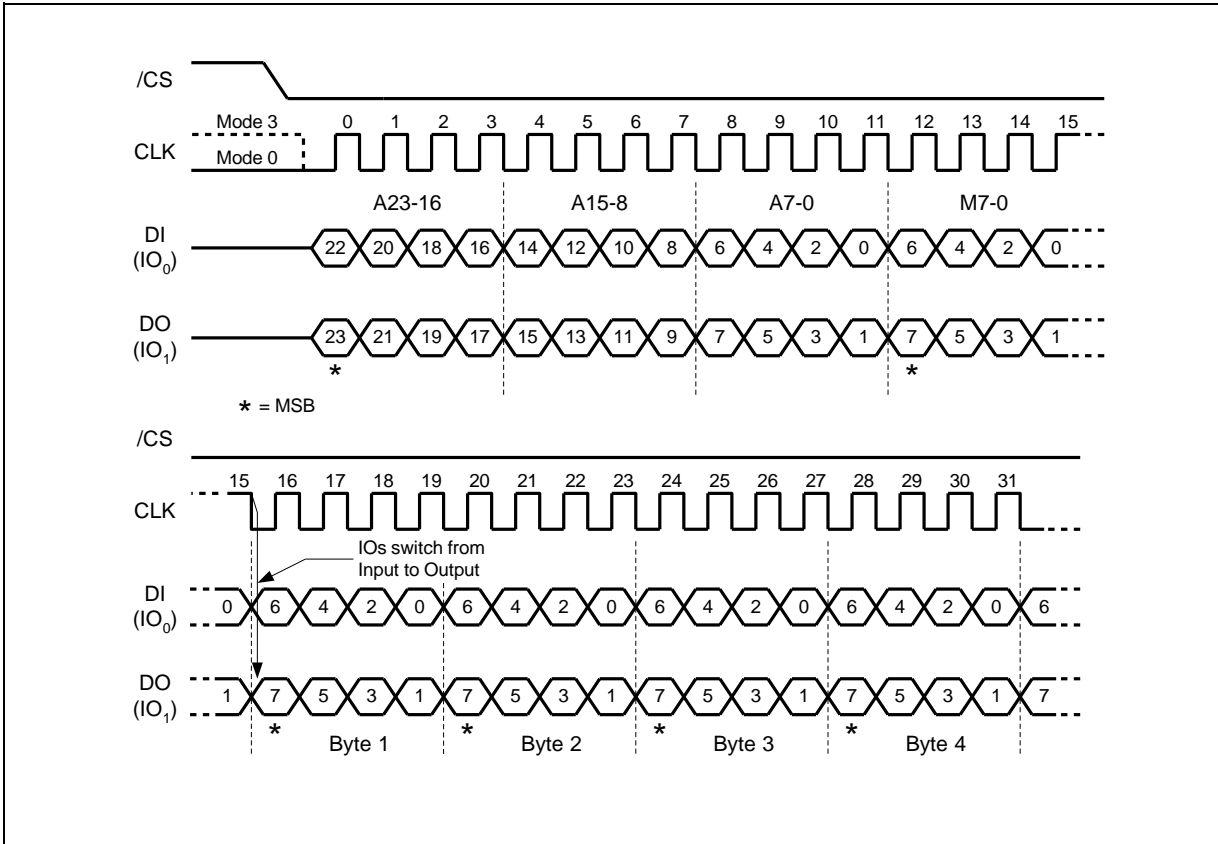 /CS
Mode 3 0 1 2 3 4 5 6 7 8 9 10 11 12 13 14 15
CLK
Mode 0
A23-16 A15-8 A7-0 M7-0
DI
(IO0)
22 20 18 16 14 12 10 8 6 4 2 0 6 4 2 0
DO
(IO1)
23 21 19 17 15 13 11 9 7 5 3 1 7 5 3 1
* *
* = MSB
/CS
15 16 17 18 19 20 21 22 23 24 25 26 27 28 29 30 31
CLK
IOs switch from
Input to Output
DI
(IO0)
0 6 4 2 0 6 4 2 0 6 4 2 0 6 4 2 0 6
DO
(IO1)
1 7 5 3 1 7 5 3 1 7 5 3 1 7 5 3 1 7
* * * *
Byte 1 Byte 2 Byte 3 Byte 4